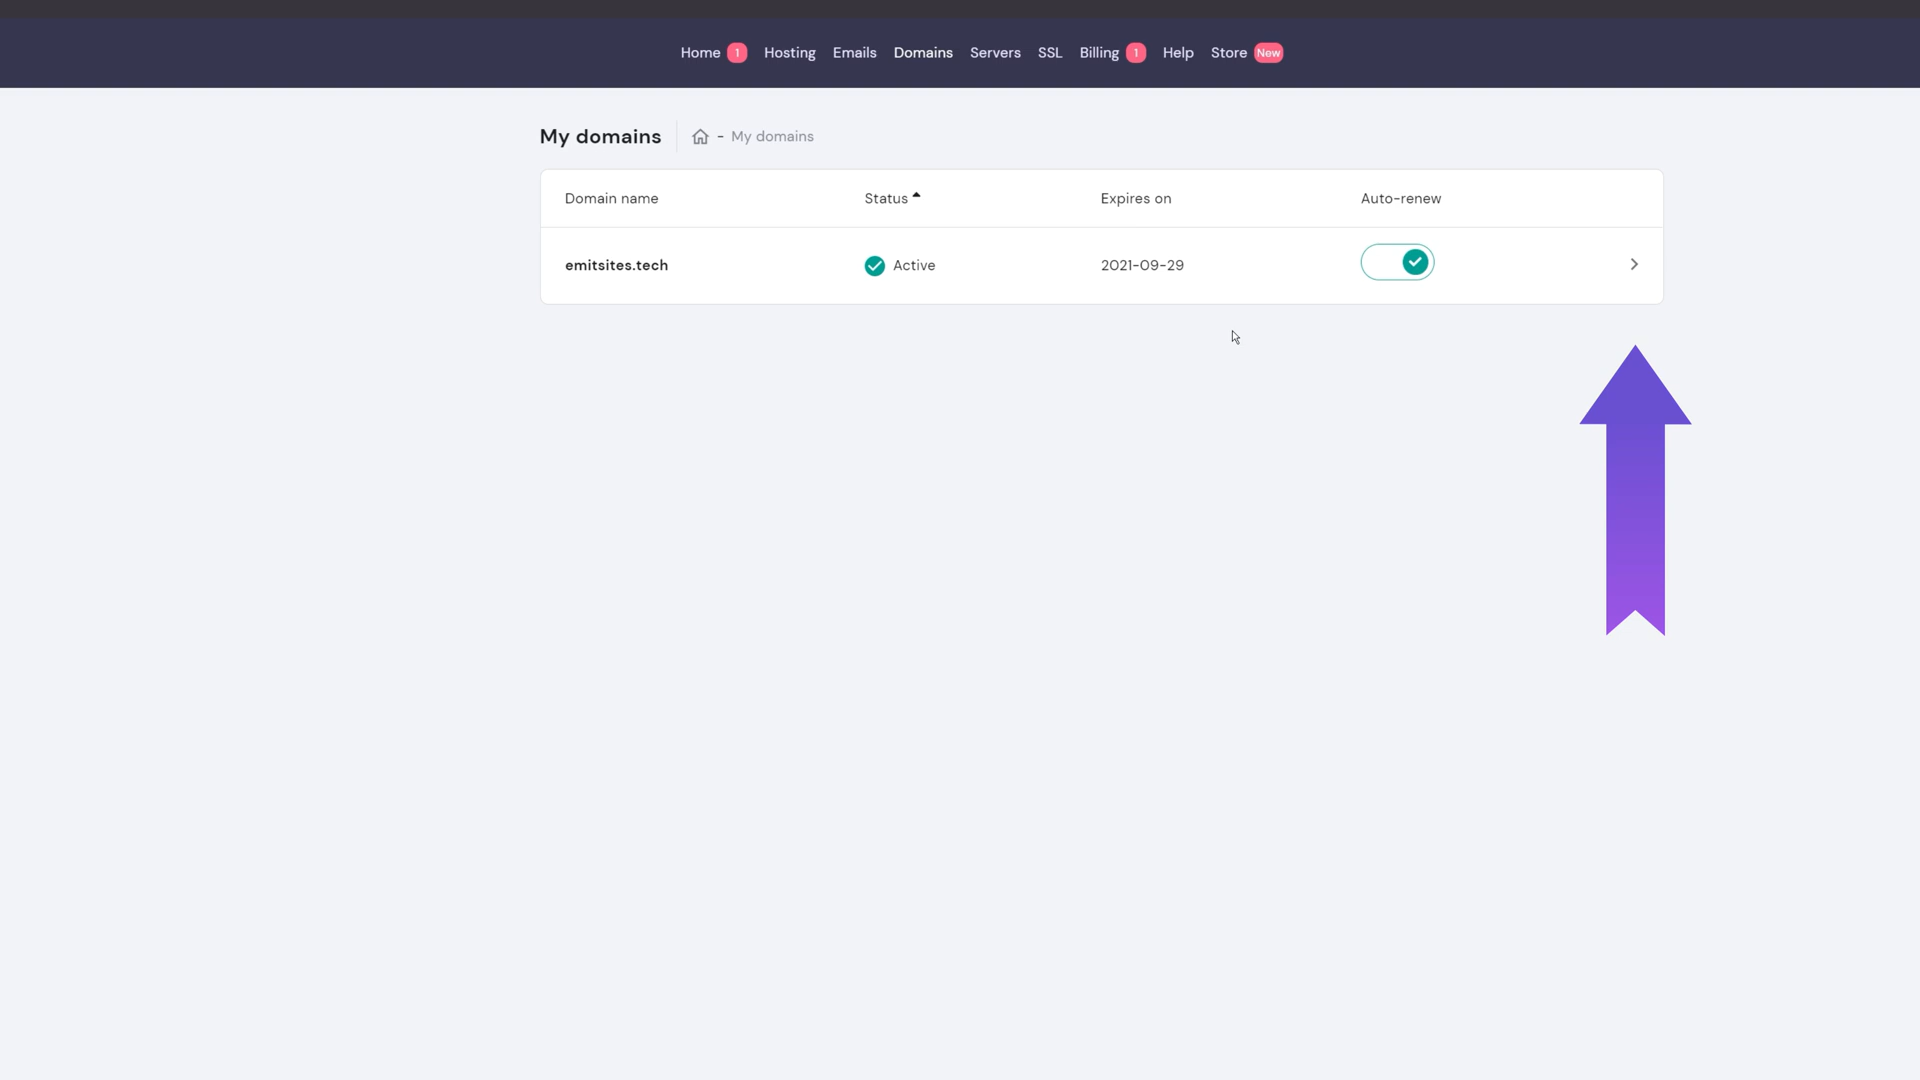 Home 1 Hosting Emails Domains Servers SSL Billing 1 Help Store New
My domains - My domains
Domain name Status Expires on Auto-renew
emitsites.tech Active 2021-09-29